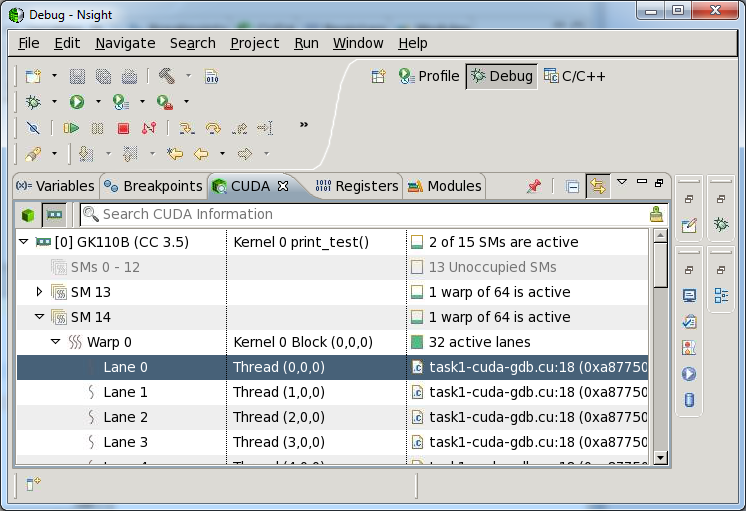 Debug - Nsight
File Edit Navigate Search Project Run Window Help
Profile Debug C/C++
Variables Breakpoints CUDA Registers Modules
Search CUDA Information
[0] GK110B (CC 3.5) Kernel 0 print_test() 2 of 15 SMs are active
SMs 0 - 12 13 Unoccupied SMs
SM 13 1 warp of 64 is active
SM 14 1 warp of 64 is active
Warp 0 Kernel 0 Block (0,0,0) 32 active lanes
Lane 0 Thread (0,0,0) task1-cuda-gdb.cu:18 (0xa87750
Lane 1 Thread (1,0,0) task1-cuda-gdb.cu:18 (0xa87750
Lane 2 Thread (2,0,0) task1-cuda-gdb.cu:18 (0xa87750
Lane 3 Thread (3,0,0) task1-cuda-gdb.cu:18 (0xa87750